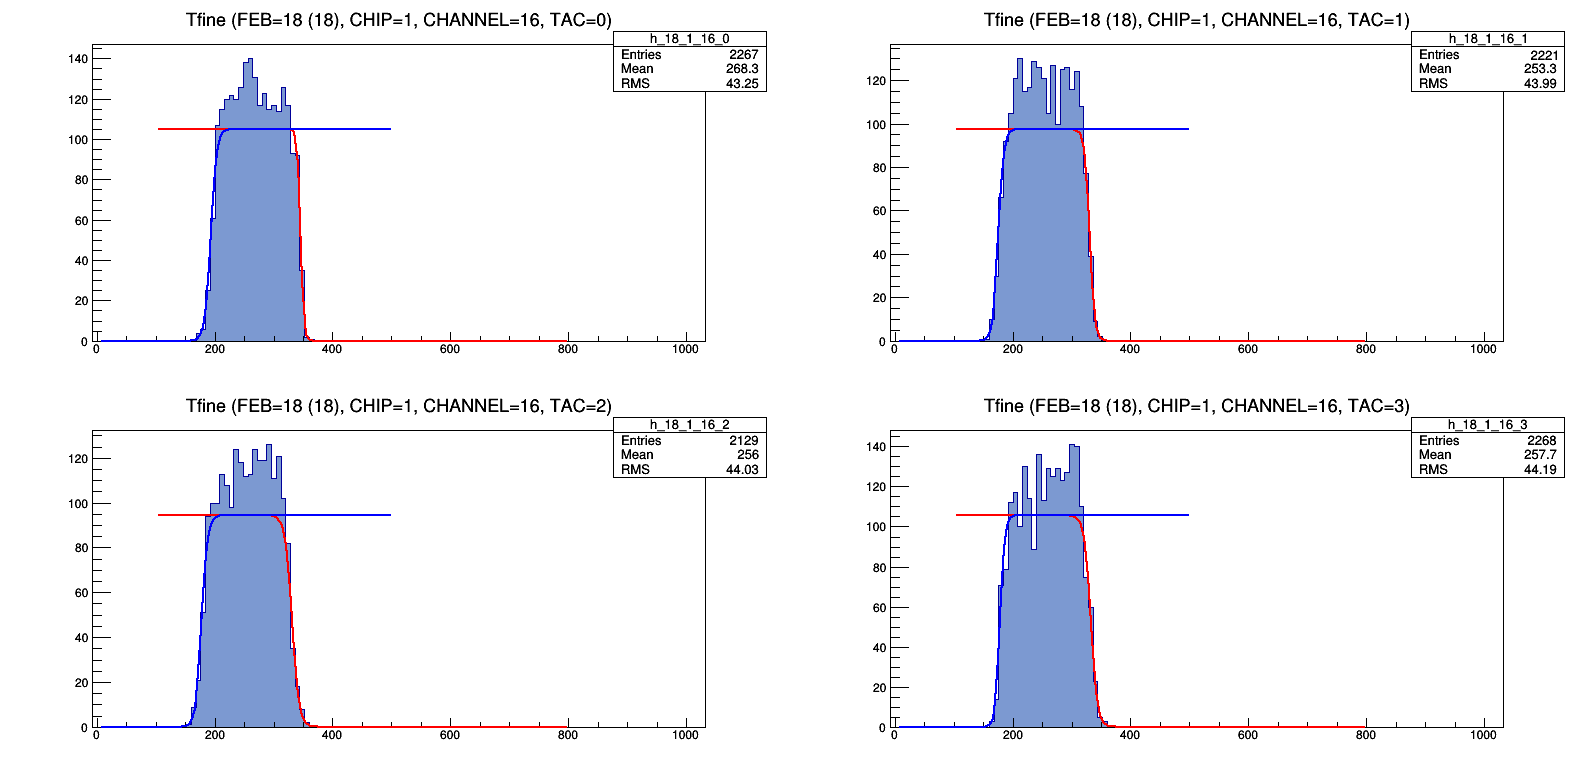 Tfine (FEB=18 (18), CHIP=1, CHANNEL=16, TAC=0)
h_18_1_16_0
Entries 2267
Mean 268.3
RMS 43.25
140
120
100
80
60
40
20
0
0 200 400 600 800 1000
Tfine (FEB=18 (18), CHIP=1, CHANNEL=16, TAC=1)
h_18_1_16_1
Entries 2221
Mean 253.3
RMS 43.99
120
100
80
60
40
20
0
0 200 400 600 800 1000
Tfine (FEB=18 (18), CHIP=1, CHANNEL=16, TAC=2)
h_18_1_16_2
Entries 2129
Mean 256
RMS 44.03
120
100
80
60
40
20
0
0 200 400 600 800 1000
Tfine (FEB=18 (18), CHIP=1, CHANNEL=16, TAC=3)
h_18_1_16_3
Entries 2268
Mean 257.7
RMS 44.19
140
120
100
80
60
40
20
0
0 200 400 600 800 1000